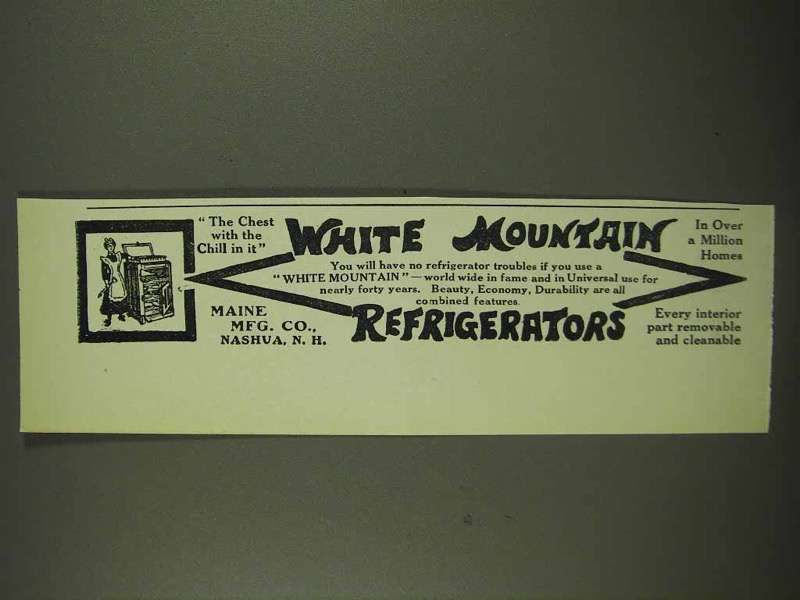 "The Chest
with the
Chill in it"
WHITE MOUNTAIN
In Over
a Million
Homes
You will have no refrigerator troubles if you use a
"WHITE MOUNTAIN" — world wide in fame and in Universal use for
nearly forty years. Beauty, Economy, Durability are all
combined features.
MAINE
MFG. CO.,
NASHUA, N. H.
REFRIGERATORS
Every interior
part removable
and cleanable